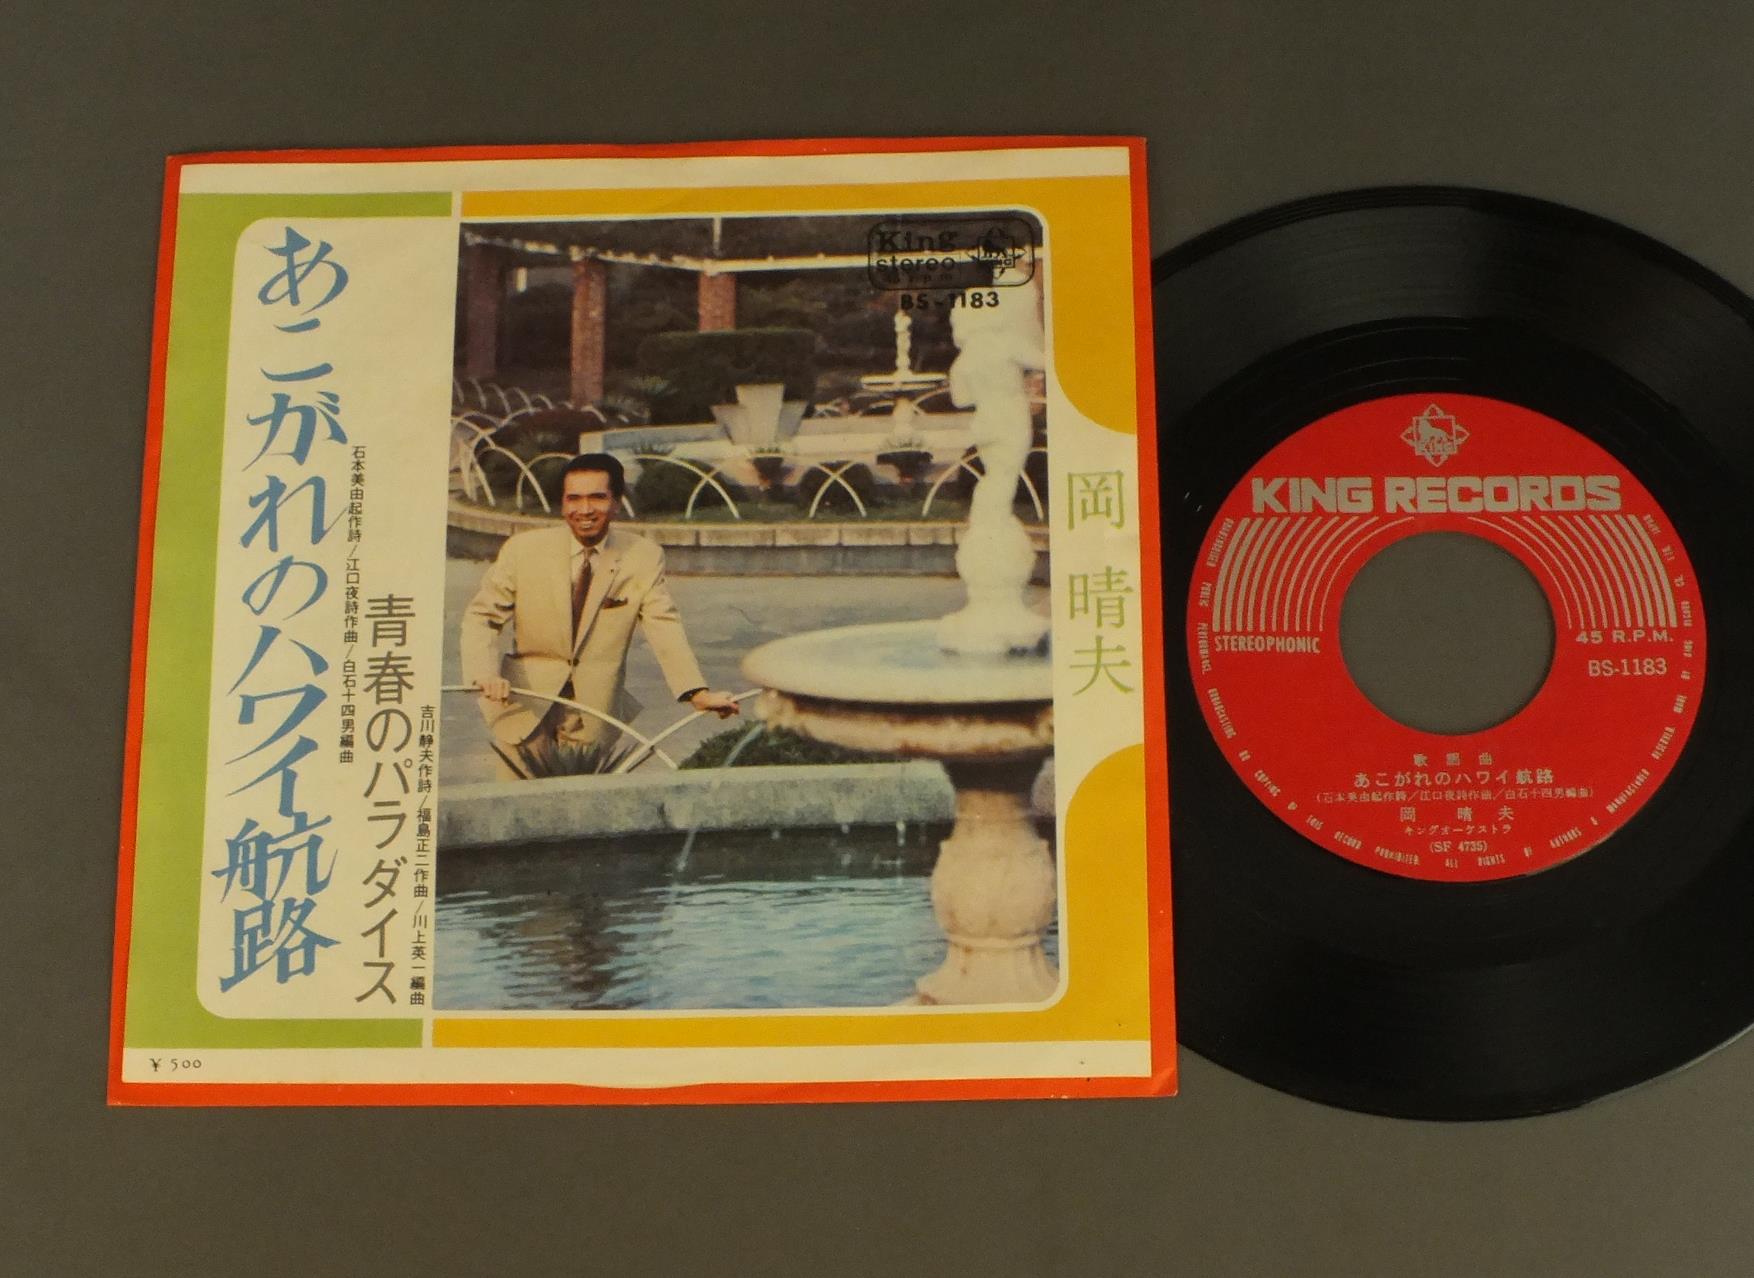 あこがれのハワイ航路
石本美由起作詩/江口夜詩作曲/白石十四男編曲
青春のパラダイス
吉川静夫作詩/福島正二作曲/川上英一編曲
King
stereo
45 r.p.m
KING
BS-1183
岡晴夫
¥500
KING
KING RECORDS
STEREOPHONIC
45 R.P.M.
BS-1183
歌謡曲
あこがれのハワイ航路
(石本美由起作詩/江口夜詩作曲/白石十四男編曲)
岡 晴夫
キングオーケストラ
(SF 4735)